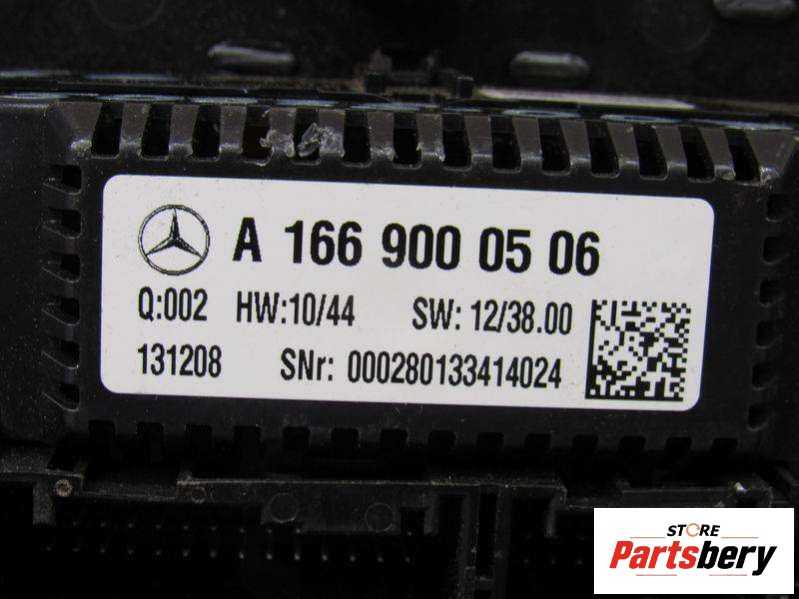 A 166 900 05 06
Q:002 HW:10/44 SW: 12/38.00
131208 SNr: 000280133414024
STORE
Partsbery